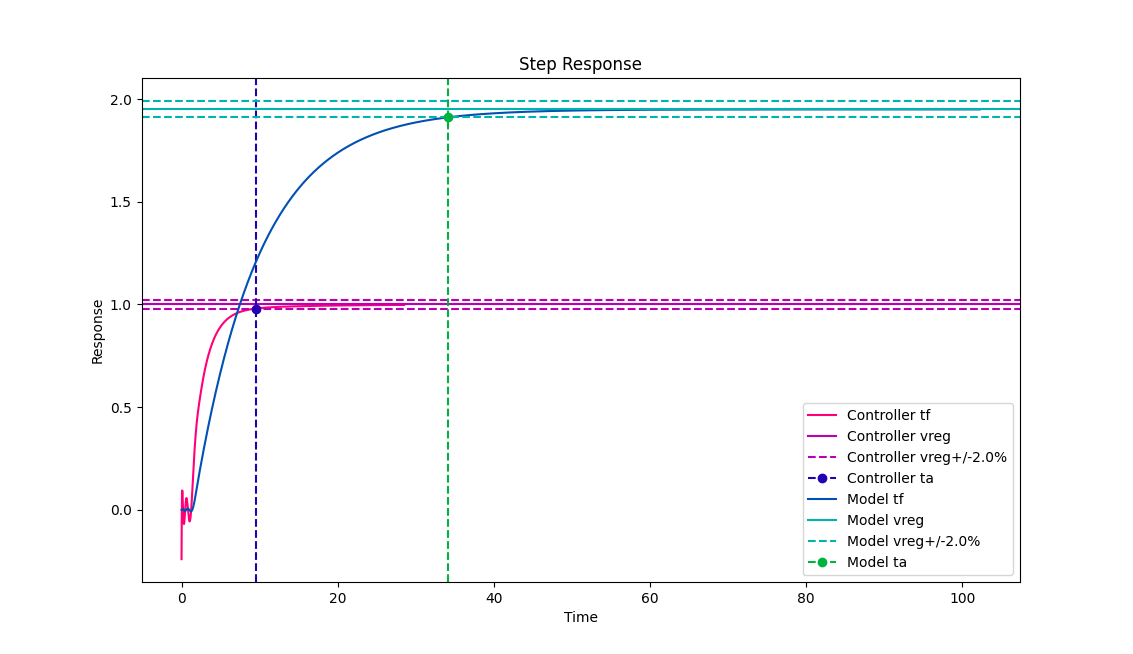 Step Response
2.0
1.5
1.0
0.5
0.0
Response
0
20
40
60
80
100
Time
Controller tf
Controller vreg
Controller vreg+/-2.0%
Controller ta
Model tf
Model vreg
Model vreg+/-2.0%
Model ta